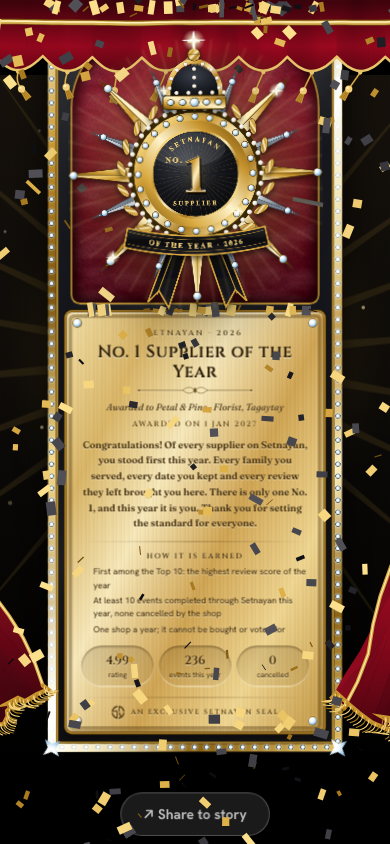 SETNAYAN
NO. 1
SUPPLIER
OF THE YEAR · 2026
SETNAYAN · 2026
No. 1 Supplier of the
Year
Awarded to Petal & Pine Florist, Tagaytay
AWARDED ON 1 JAN 2027
Congratulations! Of every supplier on Setnayan,
you stood first this year. Every family you
served, every date you kept and every review
they left brought you here. There is only one No.
1, and this year it is you. Thank you for setting
the standard for everyone.
HOW IT IS EARNED
First among the Top 10: the highest review score of the
year
At least 10 events completed through Setnayan this
year, none cancelled by the shop
One shop a year; it cannot be bought or voted for
4.99 236 0
rating events this year cancelled
AN EXCLUSIVE SETNAYAN SEAL
↗ Share to story